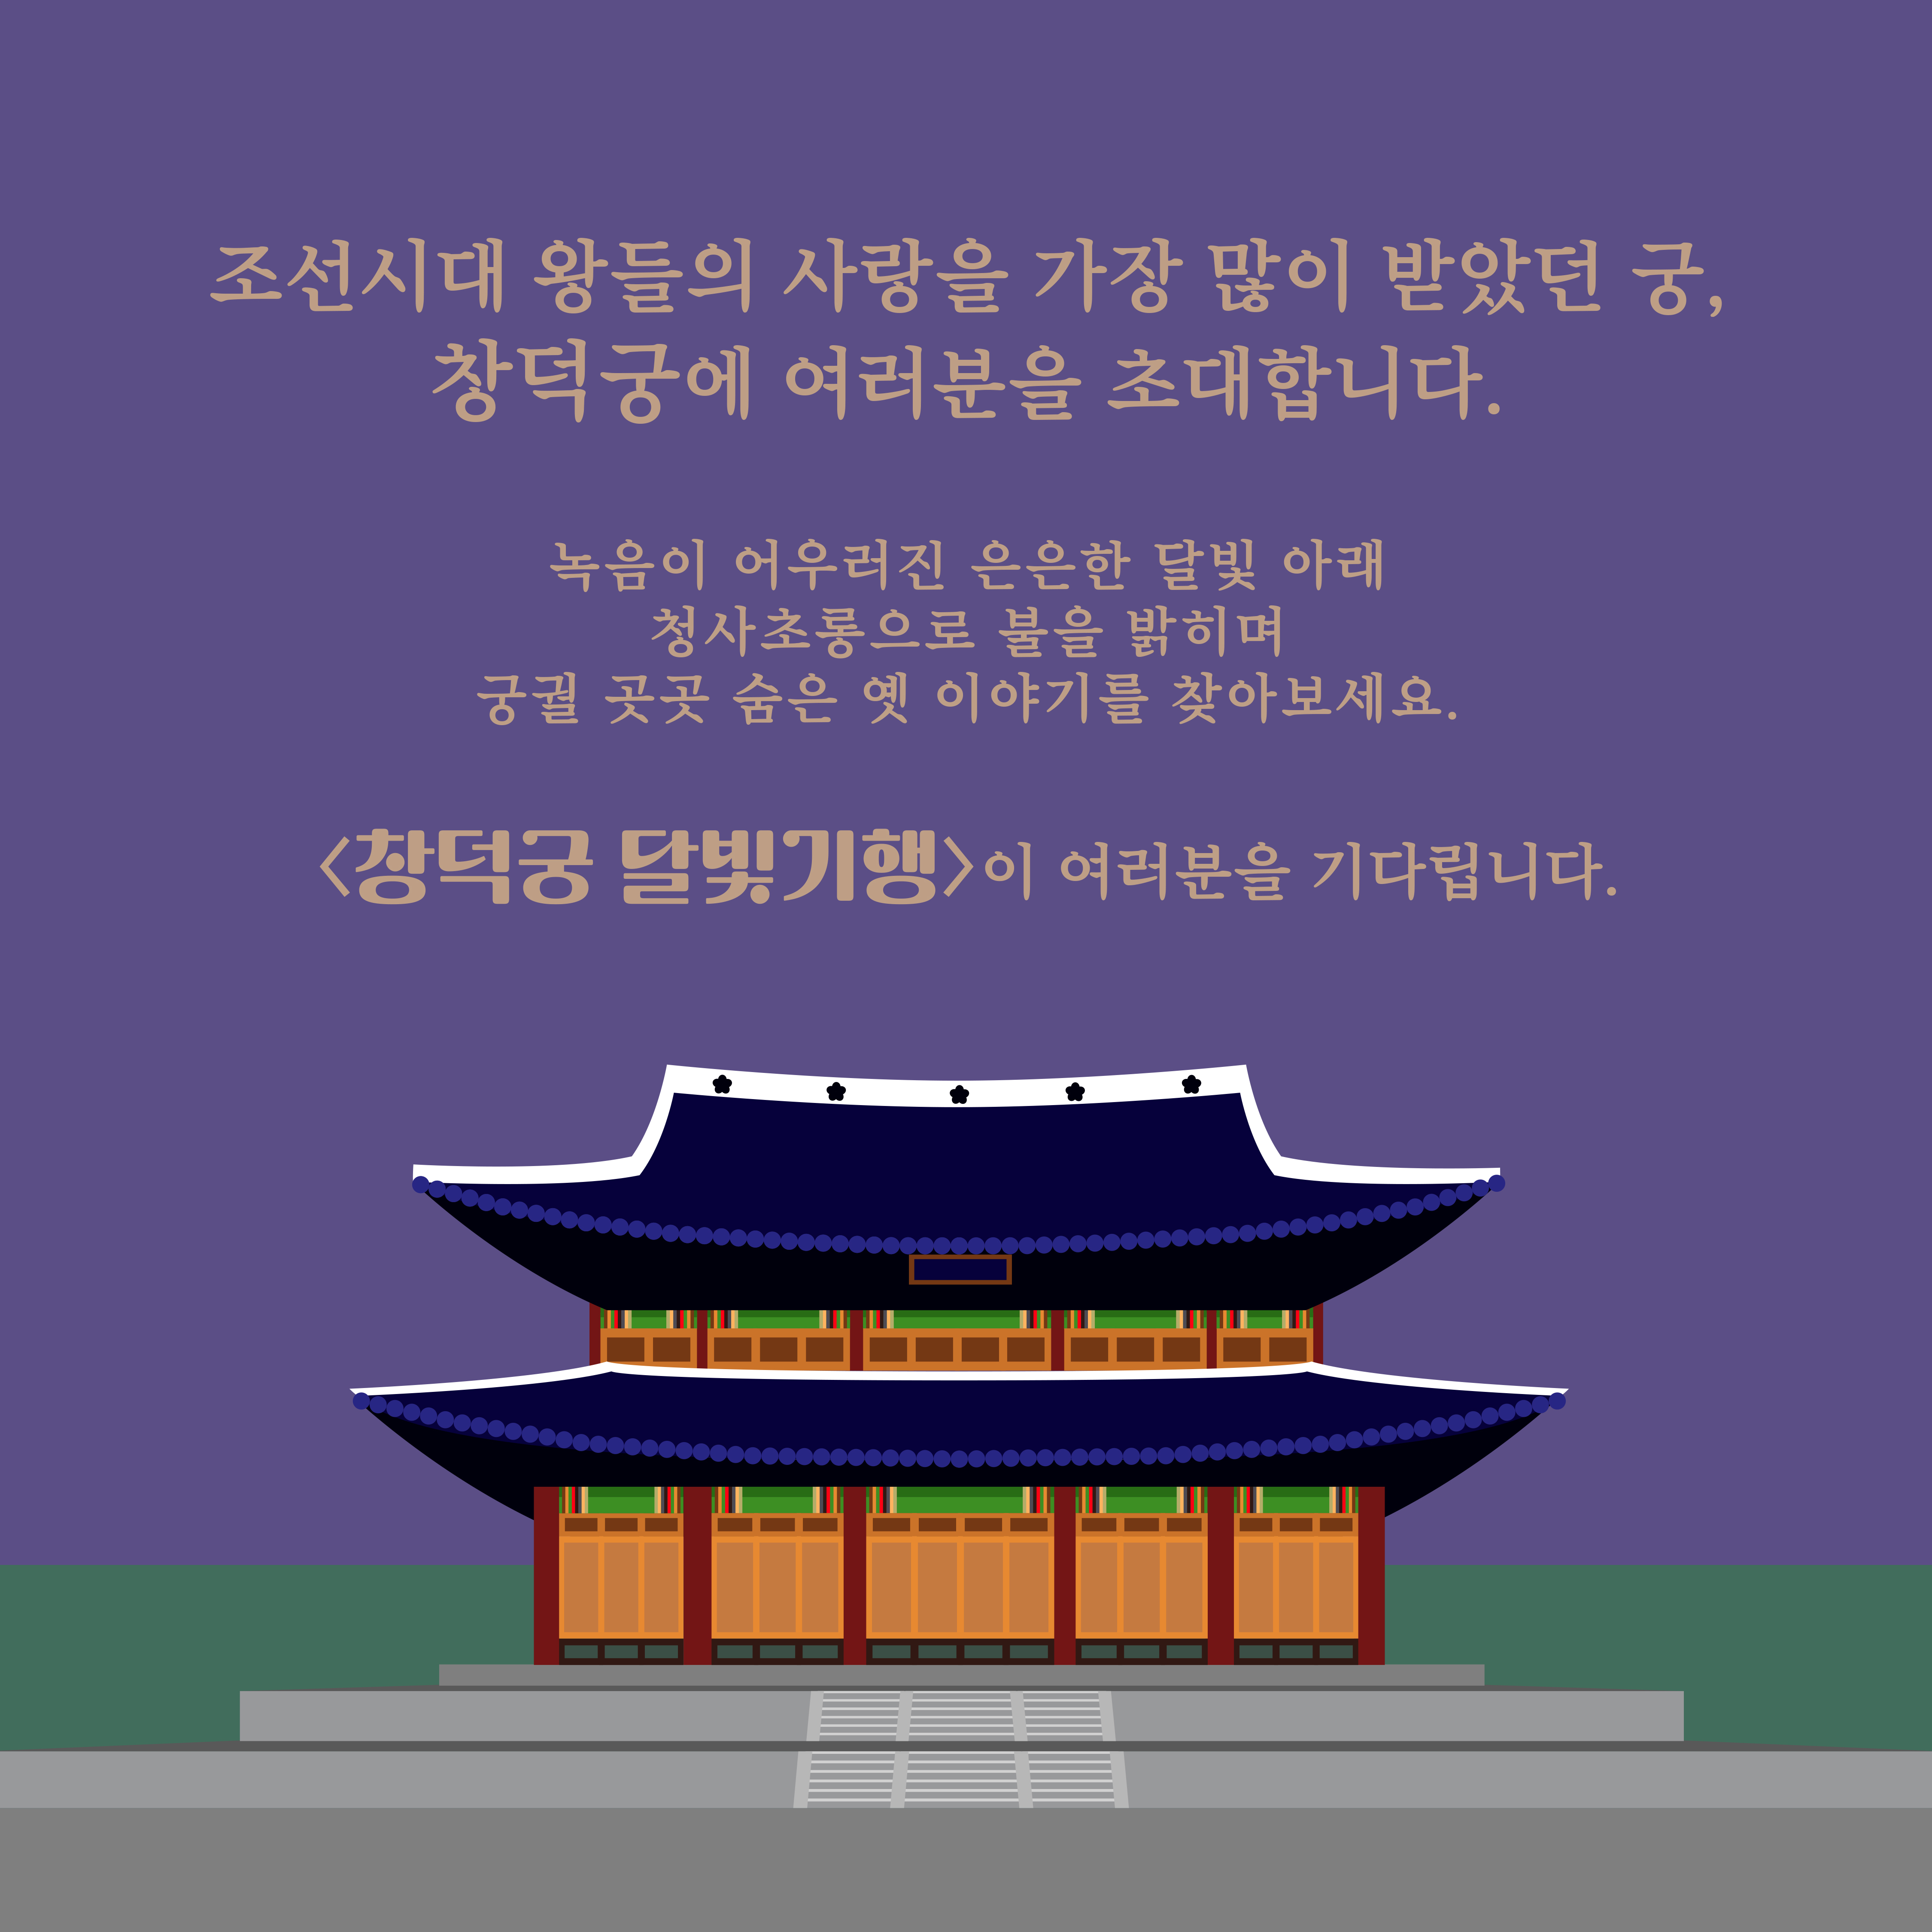 조선시대 왕들의 사랑을 가장 많이 받았던 궁,
창덕궁에 여러분을 초대합니다.
녹음이 어우러진 은은한 달빛 아래
청사초롱으로 불을 밝히며
궁궐 곳곳 숨은 옛 이야기를 찾아보세요.
<창덕궁 달빛기행>이 여러분을 기다립니다.